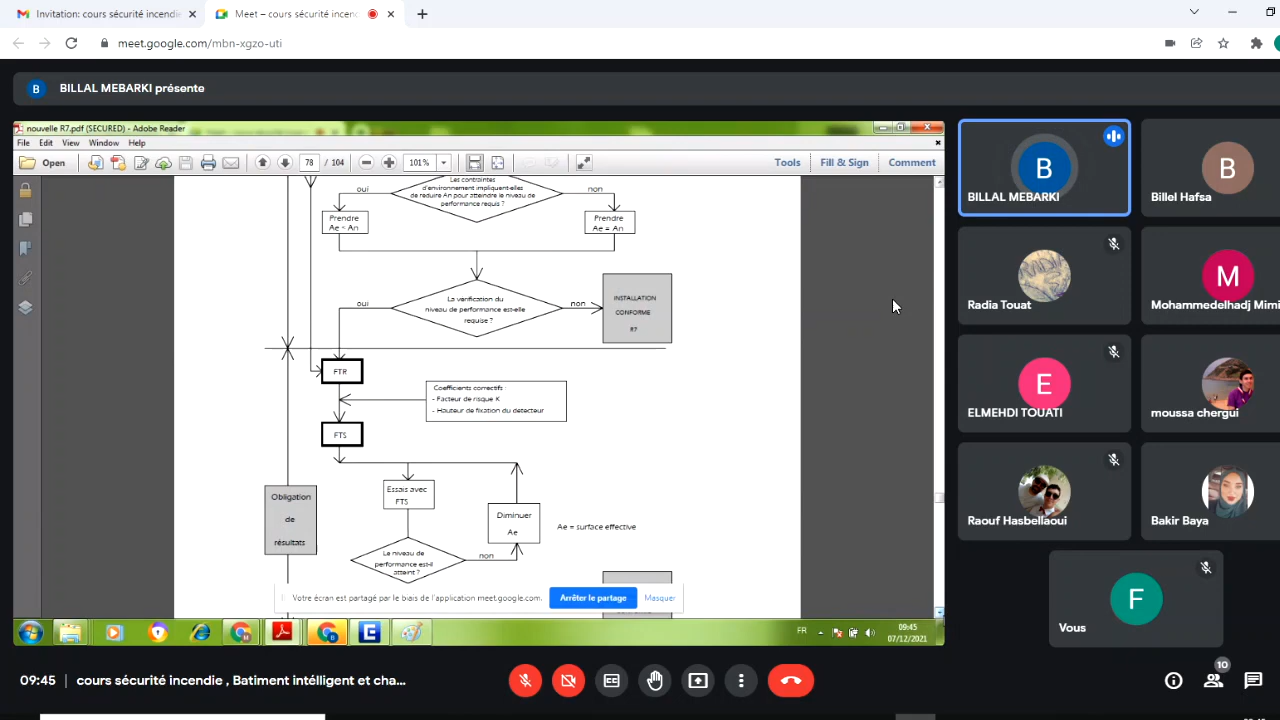 Invitation: cours sécurité incendie
Meet – cours sécurité incend
meet.google.com/mbn-xgzo-uti
B
BILLAL MEBARKI présente
nouvelle R7.pdf (SECURED) - Adobe Reader
File Edit View Window Help
Open
78 / 104
101%
Tools
Fill & Sign
Comment
oui
Les contraintes
d'environnement impliquent-elles
de réduire An pour atteindre le niveau de
performance requis ?
non
Prendre
Ae < An
Prendre
Ae = An
oui
La vérification du
niveau de performance est-elle
requise ?
non
INSTALLATION
CONFORME
R7
FTR
Coefficients correctifs :
- Facteur de risque K
- Hauteur de fixation du détecteur
FTS
Obligation
de
résultats
Essais avec
FTS
Diminuer
Ae
Ae = surface effective
Le niveau de
performance est-il
atteint ?
non
Votre écran est partagé par le biais de l'application meet.google.com.
Arrêter le partage
Masquer
FR
09:45
07/12/2021
B
BILLAL MEBARKI
B
Billel Hafsa
Radia Touat
M
Mohammedelhadj Mimi
E
ELMEHDI TOUATI
moussa chergui
Raouf Hasbellaoui
Bakir Baya
F
Vous
09:45 | cours sécurité incendie , Batiment intélligent et cha...
10